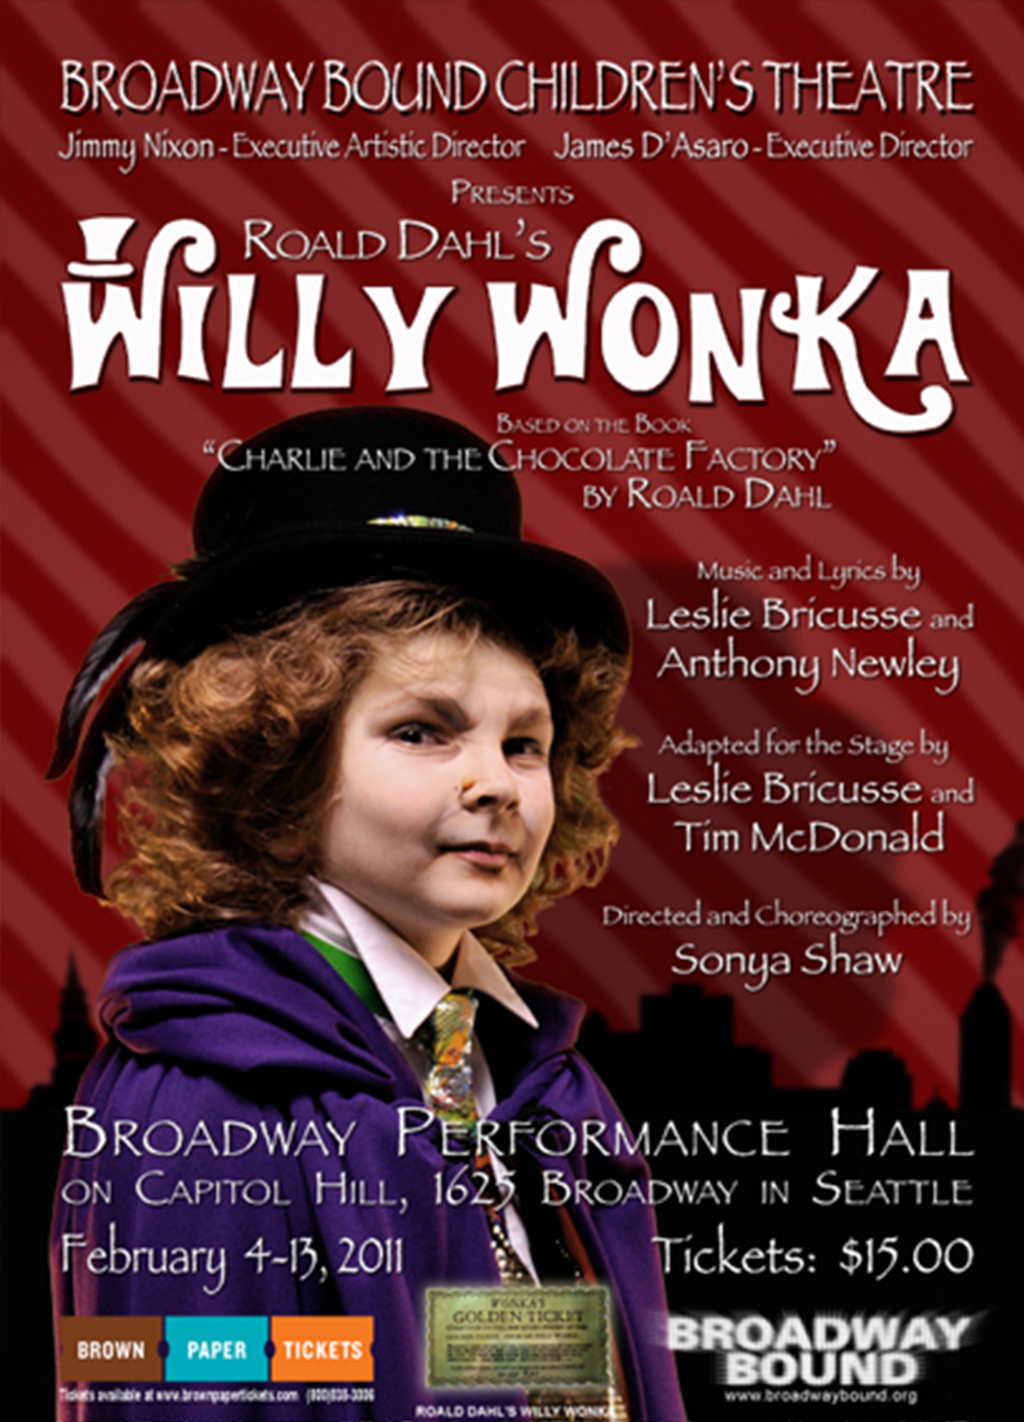 BROADWAY BOUND CHILDREN'S THEATRE
Jimmy Nixon - Executive Artistic Director James D'Asaro - Executive Director
PRESENTS
ROALD DAHL'S
WILLY WONKA
BASED ON THE BOOK
"CHARLIE AND THE CHOCOLATE FACTORY"
BY ROALD DAHL
Music and Lyrics by
Leslie Bricusse and
Anthony Newley
Adapted for the Stage by
Leslie Bricusse and
Tim McDonald
Directed and Choreographed by
Sonya Shaw
BROADWAY PERFORMANCE HALL
ON CAPITOL HILL, 1625 BROADWAY IN SEATTLE
February 4-13, 2011 Tickets: $15.00
BROWN PAPER TICKETS
Tickets available at www.brownpapertickets.com (800)838-3006
WONKA'S
GOLDEN TICKET
BROADWAY
BOUND
www.broadwaybound.org
ROALD DAHL'S WILLY WONKA